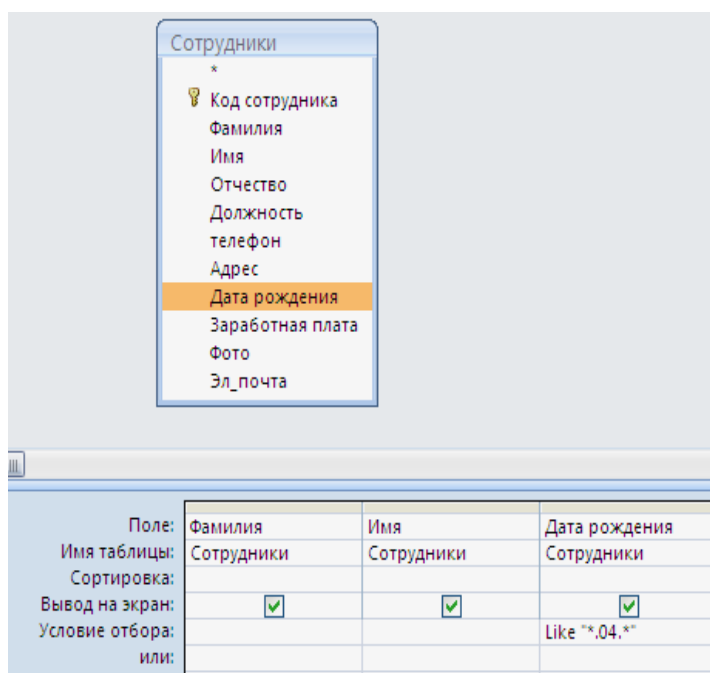 Сотрудники
*
Код сотрудника
Фамилия
Имя
Отчество
Должность
телефон
Адрес
Дата рождения
Заработная плата
Фото
Эл_почта
Поле: Фамилия Имя Дата рождения
Имя таблицы: Сотрудники Сотрудники Сотрудники
Сортировка:
Вывод на экран:
Условие отбора: Like "*.04.*"
или: